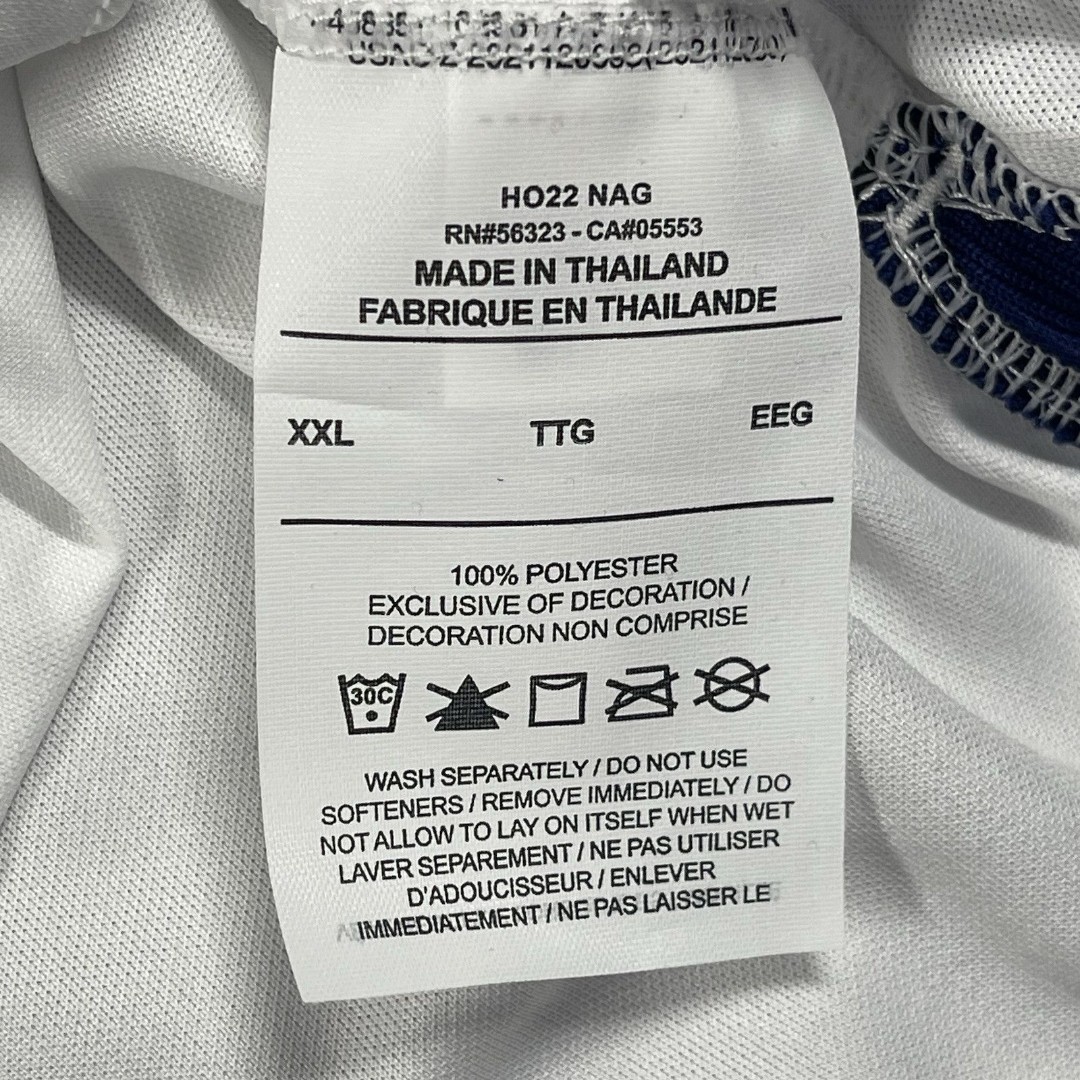 HO22 NAG
RN#56323 - CA#05553
MADE IN THAILAND
FABRIQUE EN THAILANDE
XXL TTG EEG
100% POLYESTER
EXCLUSIVE OF DECORATION /
DECORATION NON COMPRISE
30C
WASH SEPARATELY / DO NOT USE
SOFTENERS / REMOVE IMMEDIATELY / DO
NOT ALLOW TO LAY ON ITSELF WHEN WET
LAVER SEPAREMENT / NE PAS UTILISER
D'ADOUCISSEUR / ENLEVER
IMMEDIATEMENT / NE PAS LAISSER LE